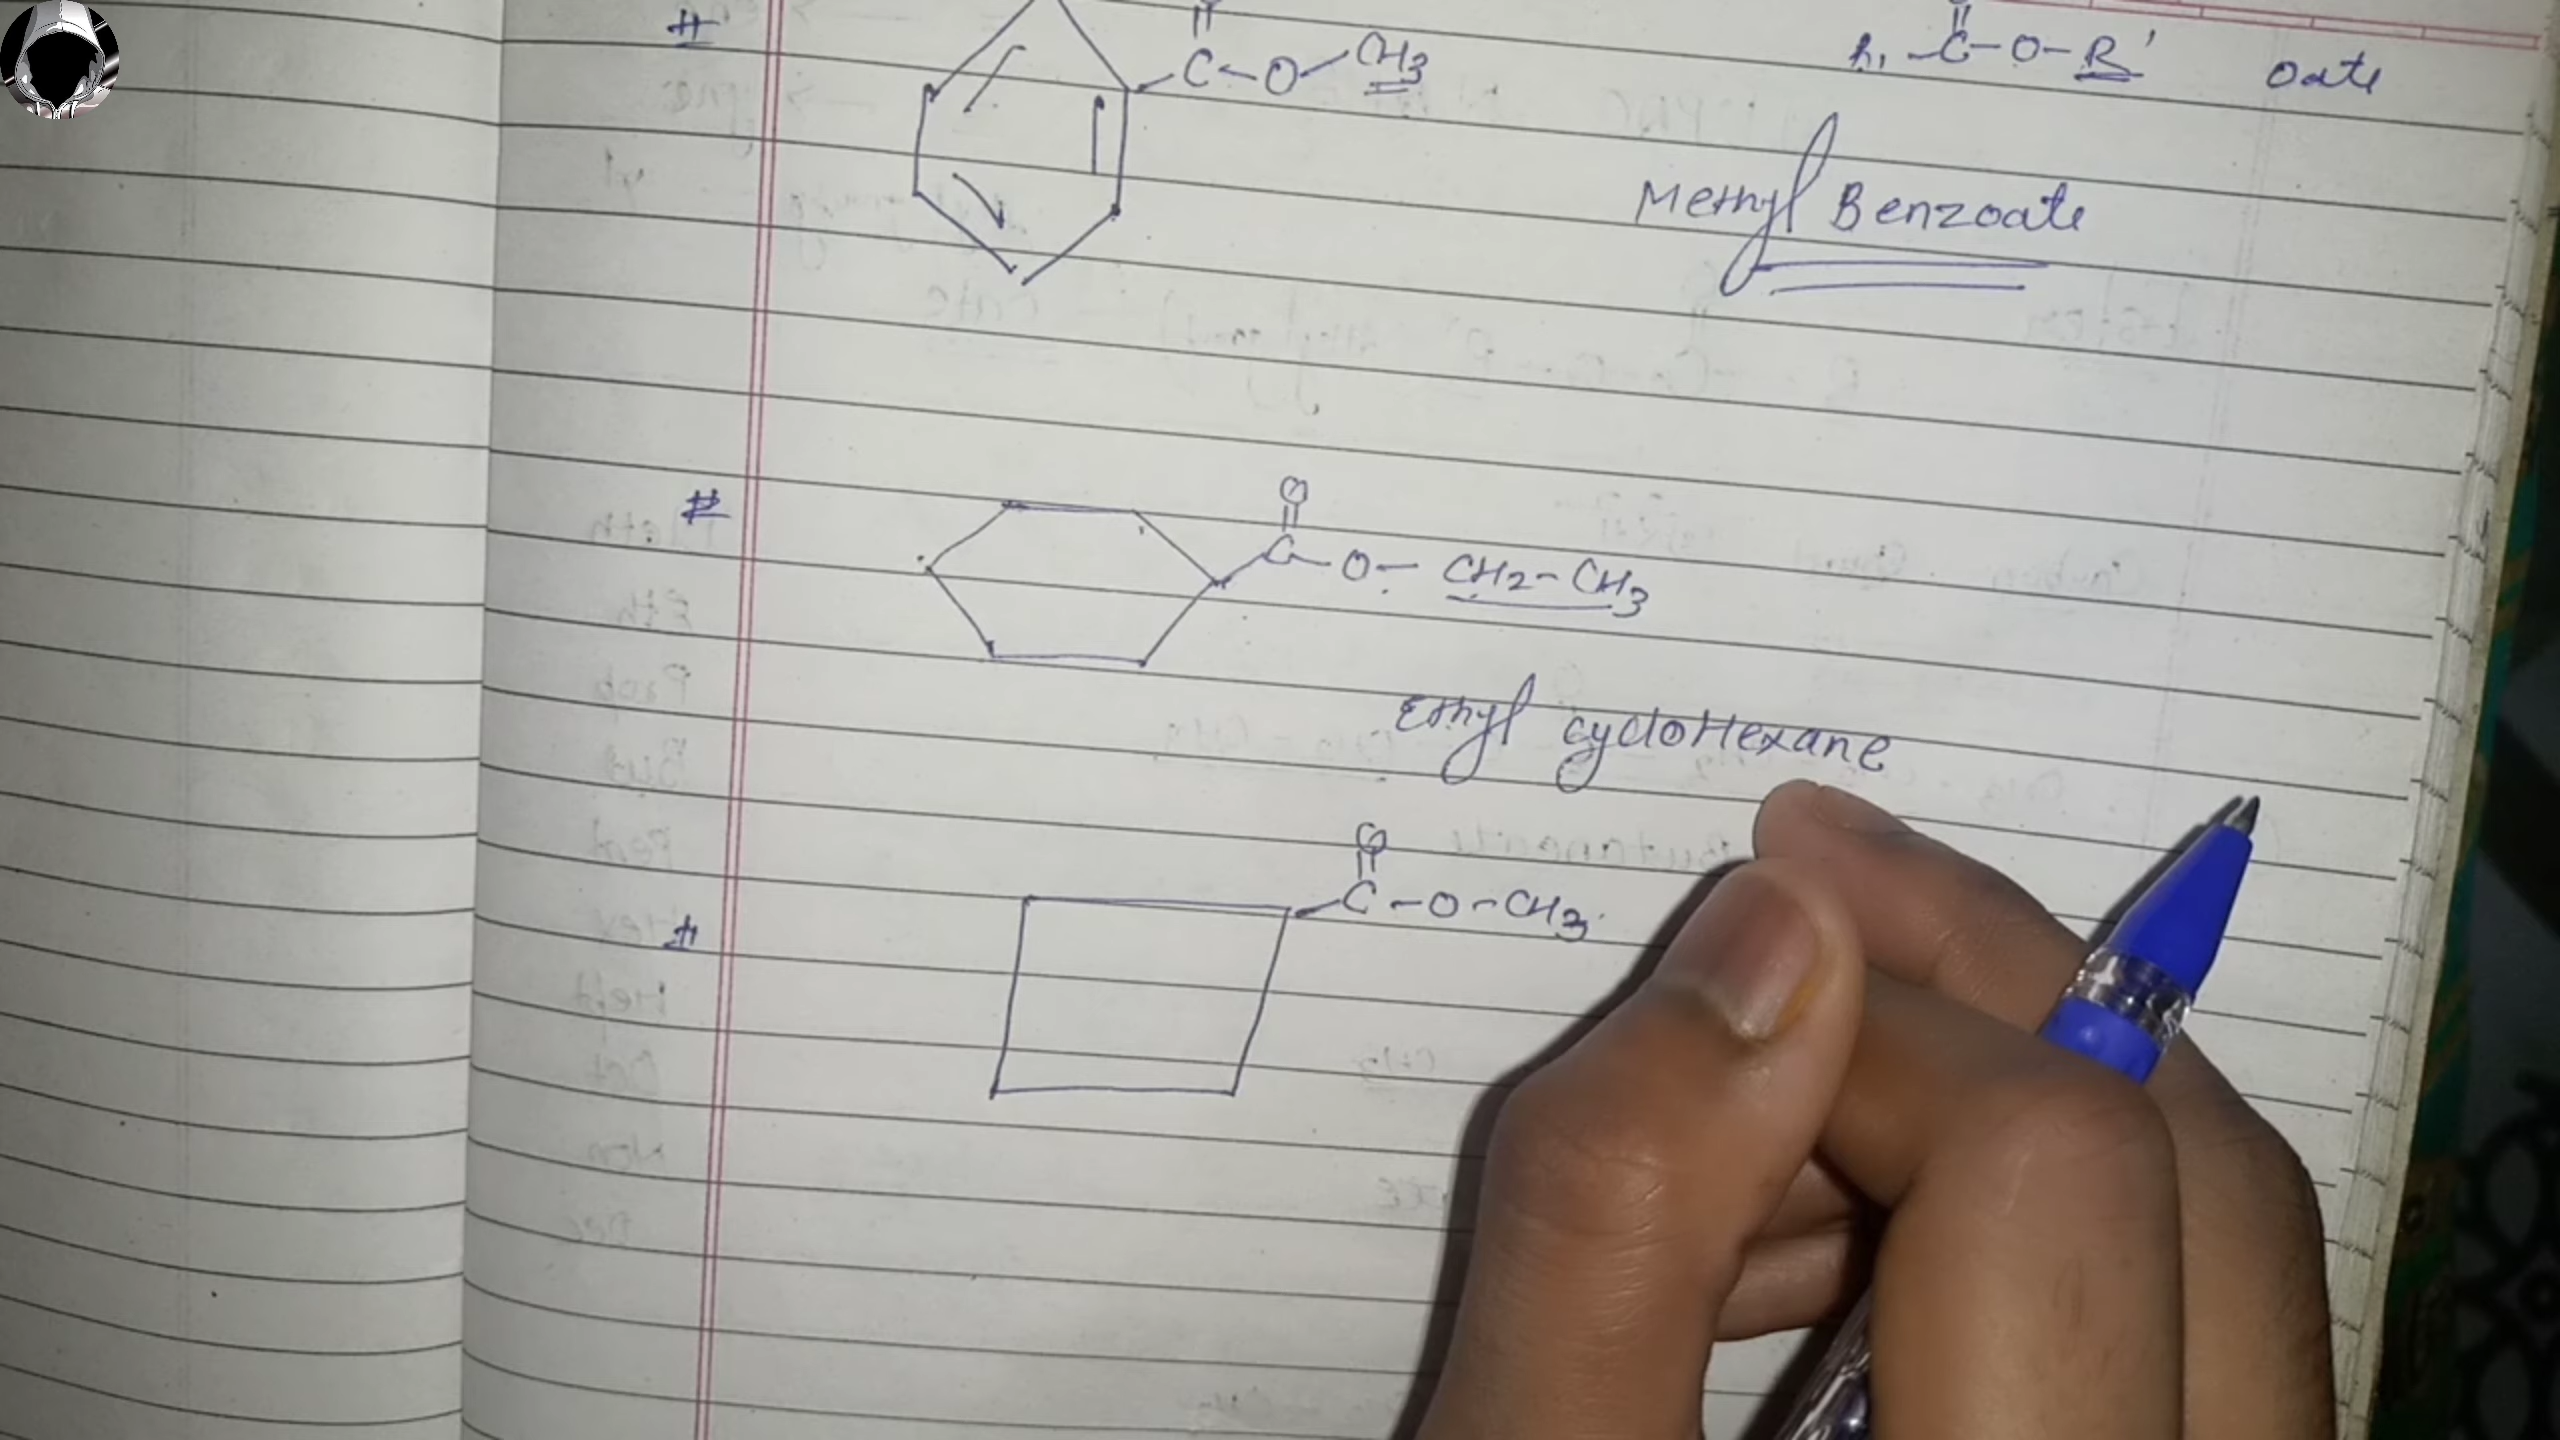 #
C-O-CH3
C-O-R' oate
Methyl Benzoate
#
O
C-O-CH2-CH3
Ethyl cycloHexane
O
#
C-O-CH3